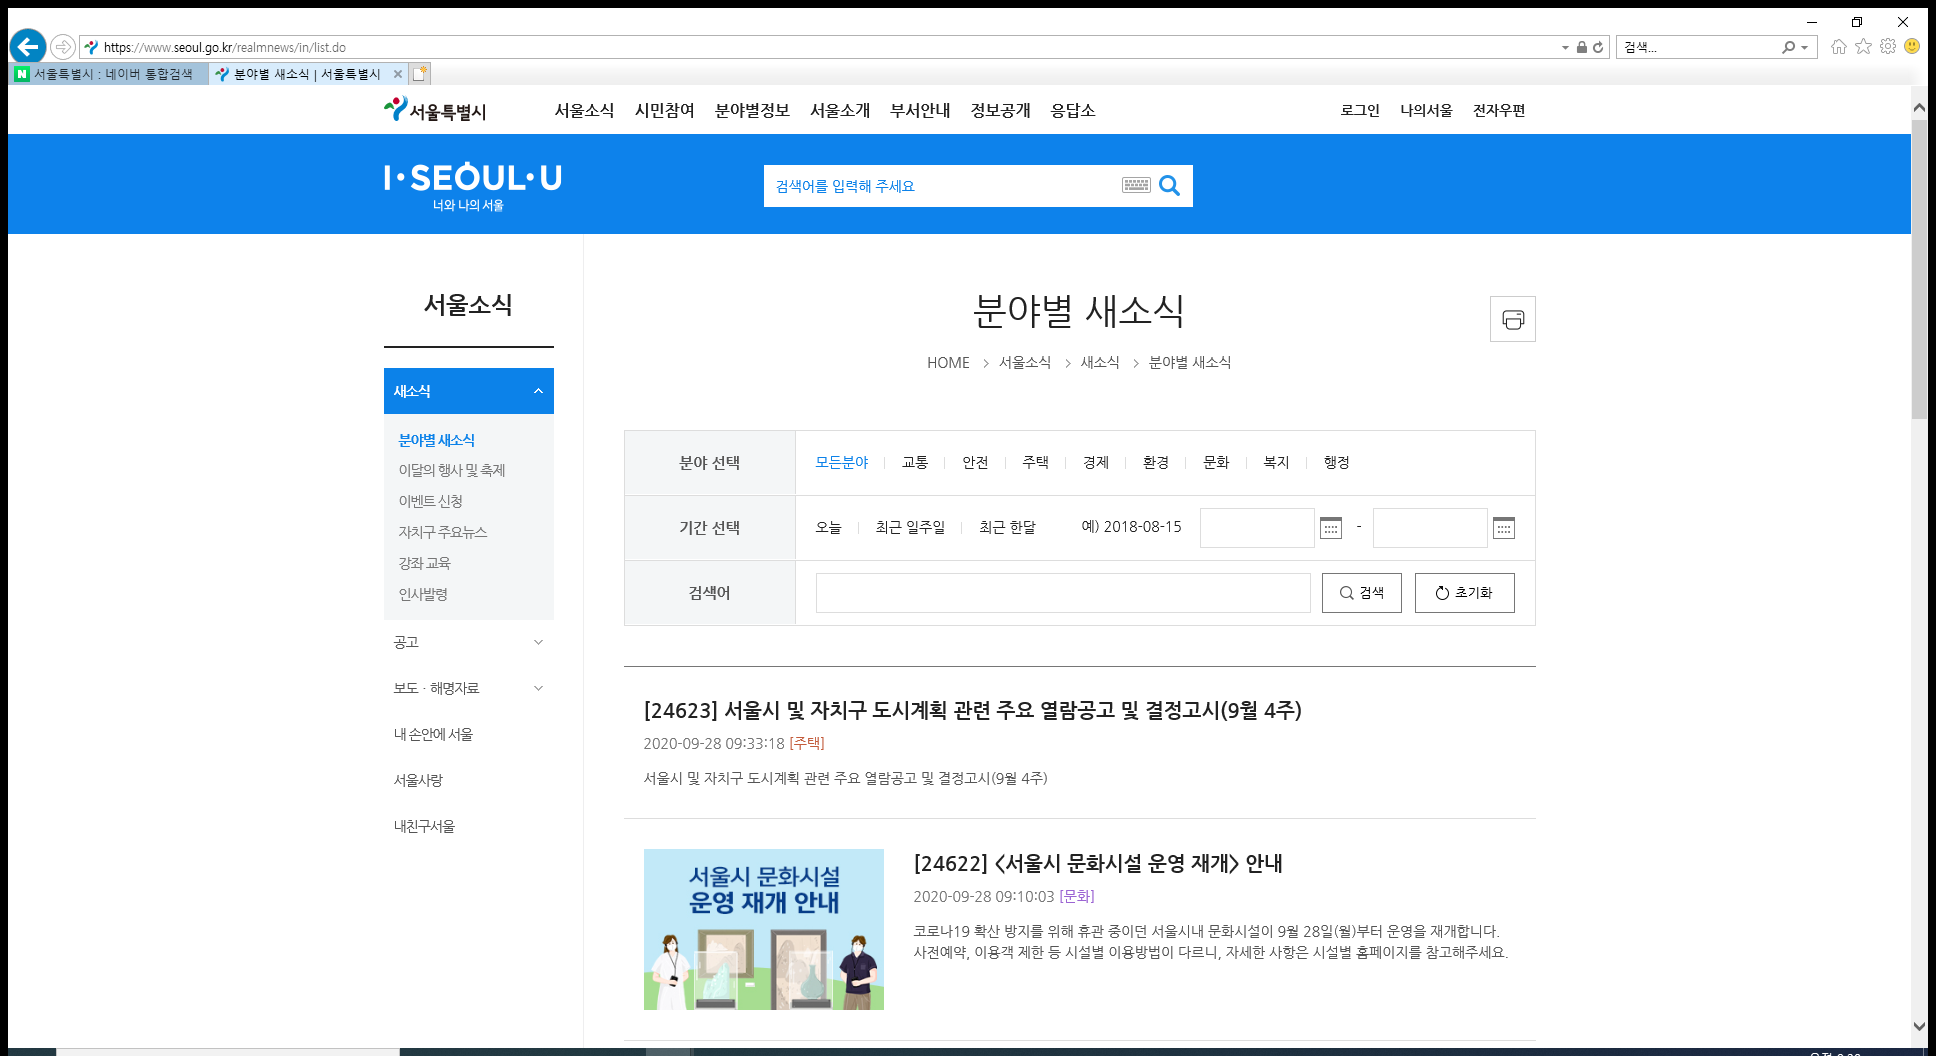 https://www.seoul.go.kr/realmnews/in/list.do
검색...
서울특별시 : 네이버 통합검색
분야별 새소식 | 서울특별시
서울특별시
서울소식 시민참여 분야별정보 서울소개 부서안내 정보공개 응답소
로그인 나의서울 전자우편
I·SEOUL·U
너와 나의 서울
검색어를 입력해 주세요
서울소식
새소식
분야별 새소식
이달의 행사 및 축제
이벤트 신청
자치구 주요뉴스
강좌 교육
인사발령
공고
보도 · 해명자료
내 손안에 서울
서울사랑
내친구서울
분야별 새소식
HOME > 서울소식 > 새소식 > 분야별 새소식
분야 선택 모든분야 교통 안전 주택 경제 환경 문화 복지 행정
기간 선택 오늘 최근 일주일 최근 한달 예) 2018-08-15 -
검색어 검색 초기화
[24623] 서울시 및 자치구 도시계획 관련 주요 열람공고 및 결정고시(9월 4주)
2020-09-28 09:33:18 [주택]
서울시 및 자치구 도시계획 관련 주요 열람공고 및 결정고시(9월 4주)
서울시 문화시설
운영 재개 안내
[24622] <서울시 문화시설 운영 재개> 안내
2020-09-28 09:10:03 [문화]
코로나19 확산 방지를 위해 휴관 중이던 서울시내 문화시설이 9월 28일(월)부터 운영을 재개합니다.
사전예약, 이용객 제한 등 시설별 이용방법이 다르니, 자세한 사항은 시설별 홈페이지를 참고해주세요.